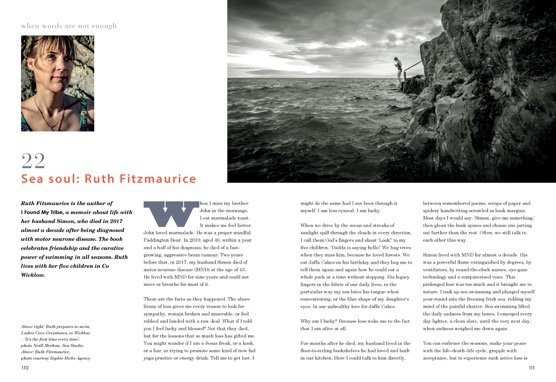 when words are not enough
22
Sea soul: Ruth Fitzmaurice
Ruth Fitzmaurice is the author of
I Found My Tribe, a memoir about life with
her husband Simon, who died in 2017
almost a decade after being diagnosed
with motor neurone disease. The book
celebrates friendship and the curative
power of swimming in all seasons. Ruth
lives with her five children in Co
Wicklow.
Above right: Ruth prepares to swim,
Ladies Cove Greystones, co Wicklow
– 'It's the first time every time',
photo Niall Meehan, Sea Studio
Above: Ruth Fitzmaurice,
photo courtesy Sophie Hicks Agency
110
When I miss my brother
John in the mornings,
I eat marmalade toast.
It makes me feel better.
John loved marmalade. He was a proper mindful
Paddington Bear. In 2019, aged 46, within a year
and a half of his diagnosis, he died of a fast-
growing, aggressive brain tumour. Two years
before that, in 2017, my husband Simon died of
motor neurone disease (MND) at the age of 43.
He lived with MND for nine years and could not
move or breathe for most of it.
These are the facts as they happened. The above
litany of loss gives me every reason to look for
sympathy, remain broken and miserable, or feel
robbed and landed with a raw deal. What if I told
you I feel lucky and blessed? Not that they died,
but for the lessons that so much loss has gifted me.
You might wonder if I am a Jesus freak, or a kook,
or a liar, or trying to promote some kind of new fad
yoga practise or energy drink. Tell me to get lost. I
might do the same had I not been through it
myself. I am less cynical. I am lucky.
When we drive by the ocean and streaks of
sunlight spill through the clouds in every direction,
I call them God's fingers and shout 'Look!' to my
five children, 'Dadda is saying hello!' We hug trees
when they miss him, because he loved forests. We
eat Jaffa Cakes on his birthday and they beg me to
tell them again and again how he could eat a
whole pack at a time without stopping. His legacy
lingers in the fabric of our daily lives, in the
particular way my son bites his tongue when
concentrating, or the blue shape of my daughter's
eyes. In our unhealthy love for Jaffa Cakes.
Why am I lucky? Because loss woke me to the fact
that I am alive at all.
For months after he died, my husband lived in the
floor-to-ceiling bookshelves he had loved and built
in our kitchen. Here I could talk to him directly,
between remembered poems, scraps of paper and
spidery handwriting scrawled in book margins.
Most days I would say, 'Simon, give me something,'
then gloom the book spines and choose one jutting
out further than the rest. Often, we still talk to
each other this way.
Simon lived with MND for almost a decade. His
was a powerful flame extinguished by degrees, by
ventilators, by round-the-clock nurses, eye-gaze
technology and a computerised voice. This
prolonged loss was too much and it brought me to
nature. I took up sea swimming and plunged myself
year-round into the freezing Irish sea, ridding my
mind of the painful chatter. Sea swimming lifted
the daily sadness from my bones. I emerged every
day lighter, a clean slate, until the very next day,
when sadness weighed me down again.
You can embrace the seasons, make your peace
with the life-death-life cycle, grapple with
acceptance, but to experience such active loss is
111